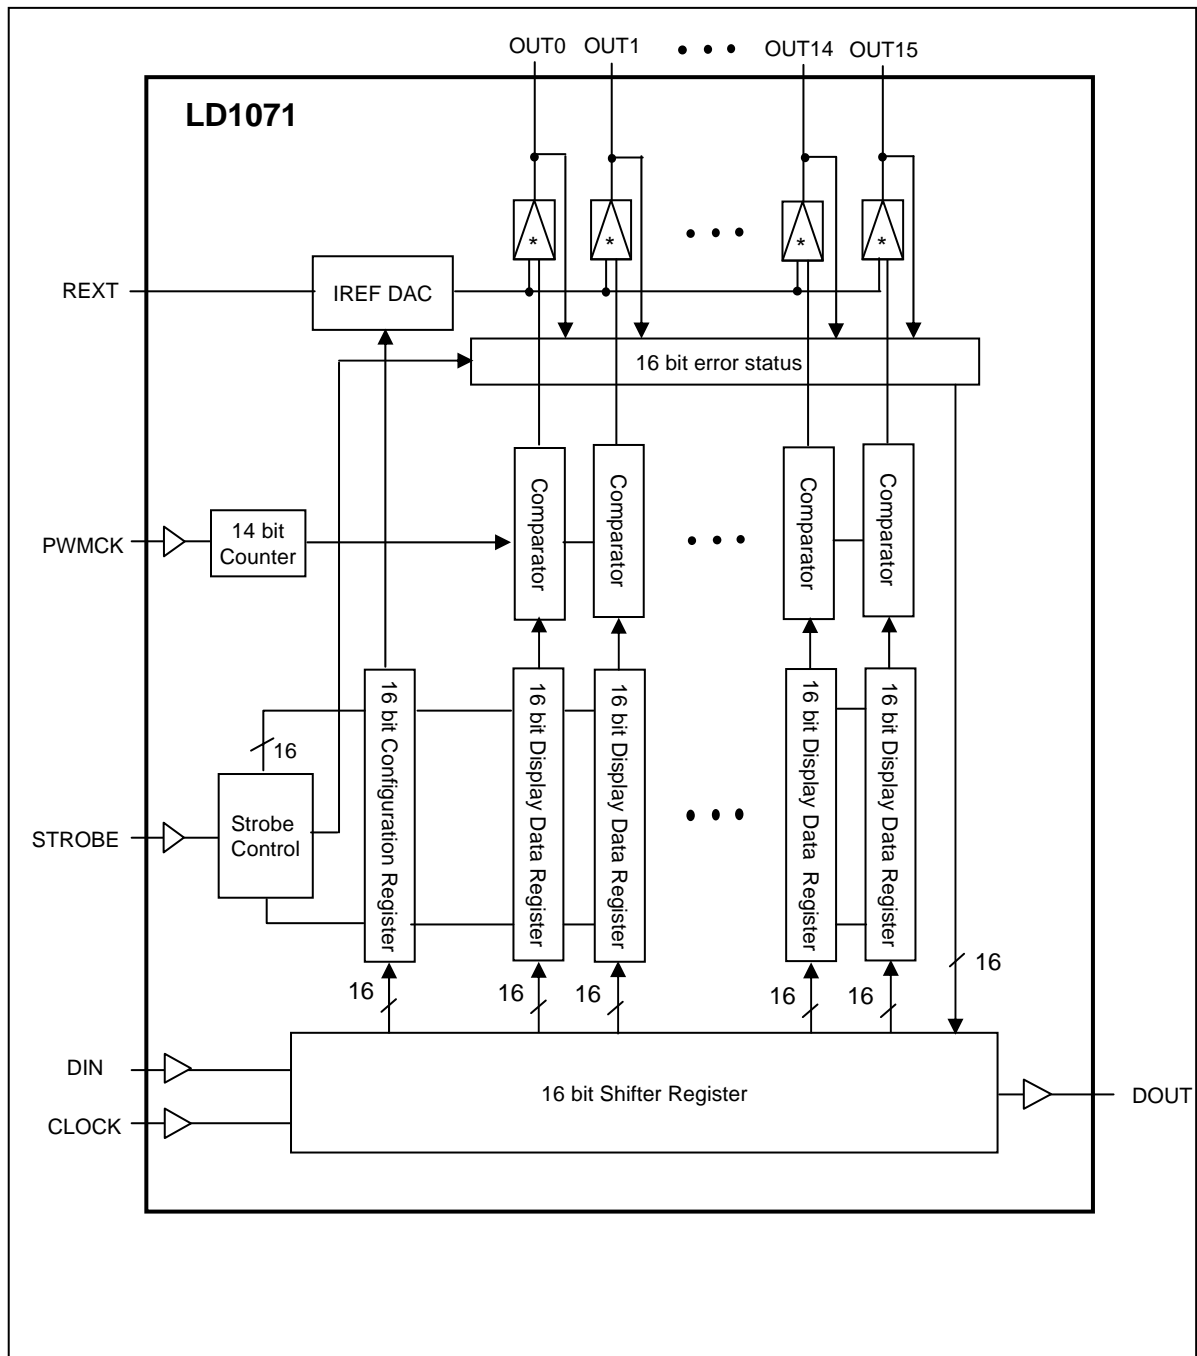 OUT0 OUT1 OUT14 OUT15
LD1071
* * * *
REXT
IREF DAC
16 bit error status
PWMCK
14 bit
Counter
Comparator
Comparator
Comparator
Comparator
16
STROBE
Strobe
Control
16 bit Configuration Register
16 bit Display Data Register
16 bit Display Data Register
16 bit Display Data Register
16 bit Display Data Register
16 16 16 16 16 16
DIN
CLOCK
16 bit Shifter Register
DOUT